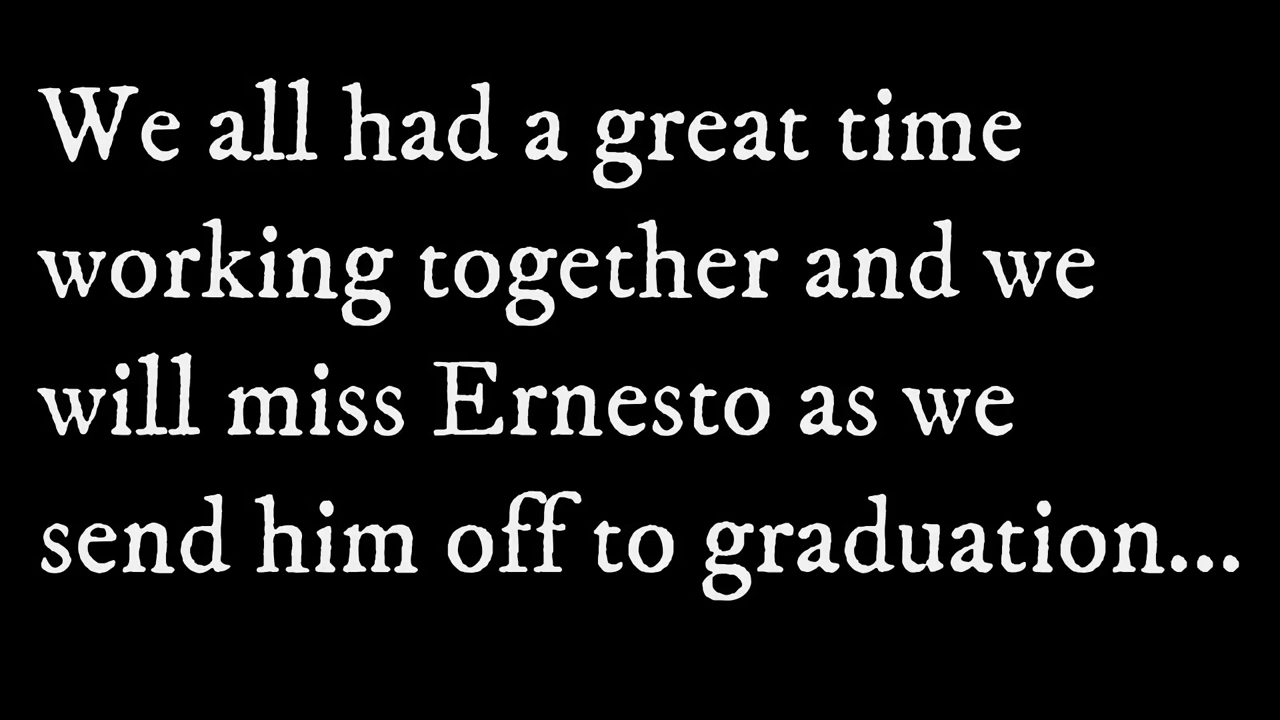 We all had a great time
working together and we
will miss Ernesto as we
send him off to graduation...